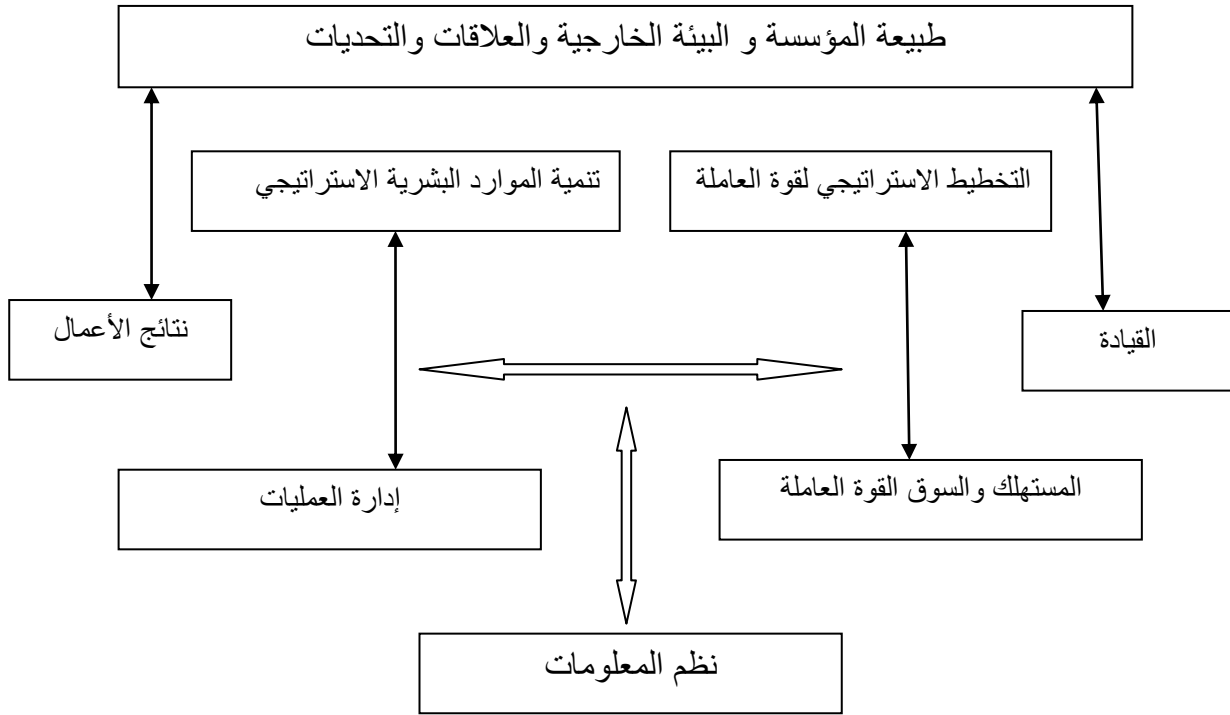 طبيعة المؤسسة و البيئة الخارجية والعلاقات والتحديات
التخطيط الاستراتيجي لقوة العاملة
تنمية الموارد البشرية الاستراتيجي
القيادة
نتائج الأعمال
المستهلك والسوق القوة العاملة
إدارة العمليات
نظم المعلومات